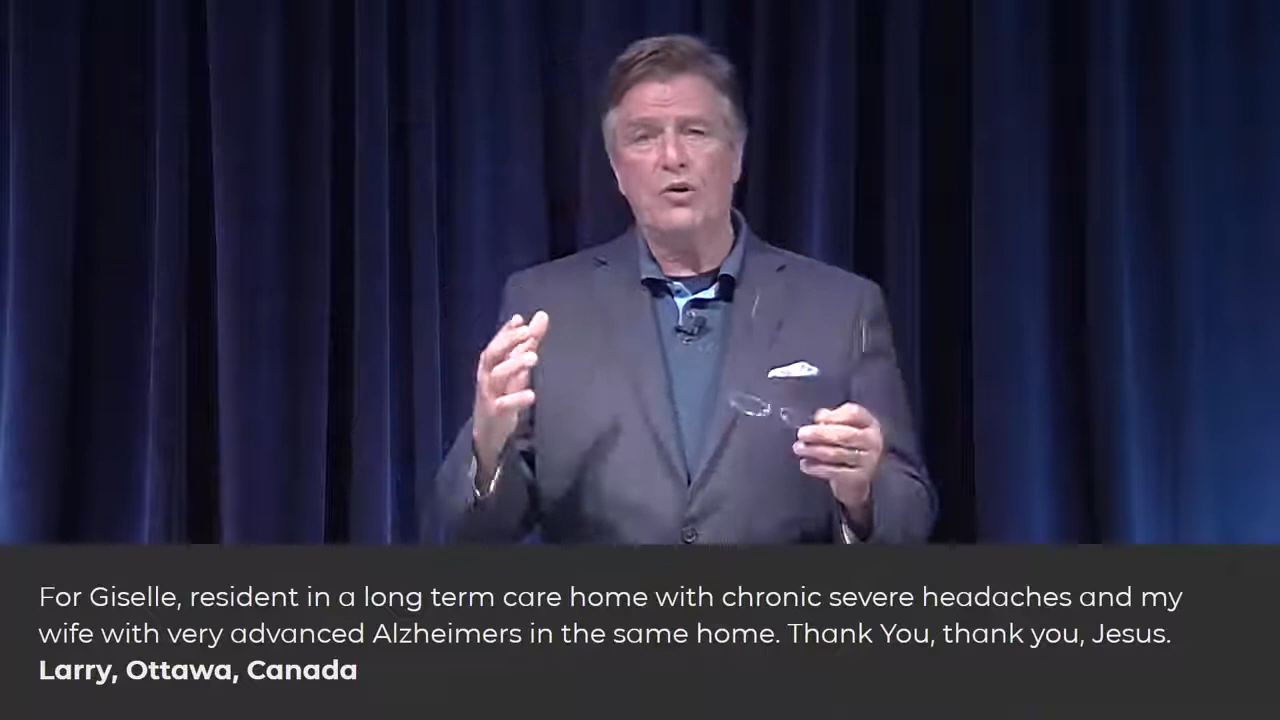 For Giselle, resident in a long term care home with chronic severe headaches and my
wife with very advanced Alzheimers in the same home. Thank You, thank you, Jesus.
Larry, Ottawa, Canada